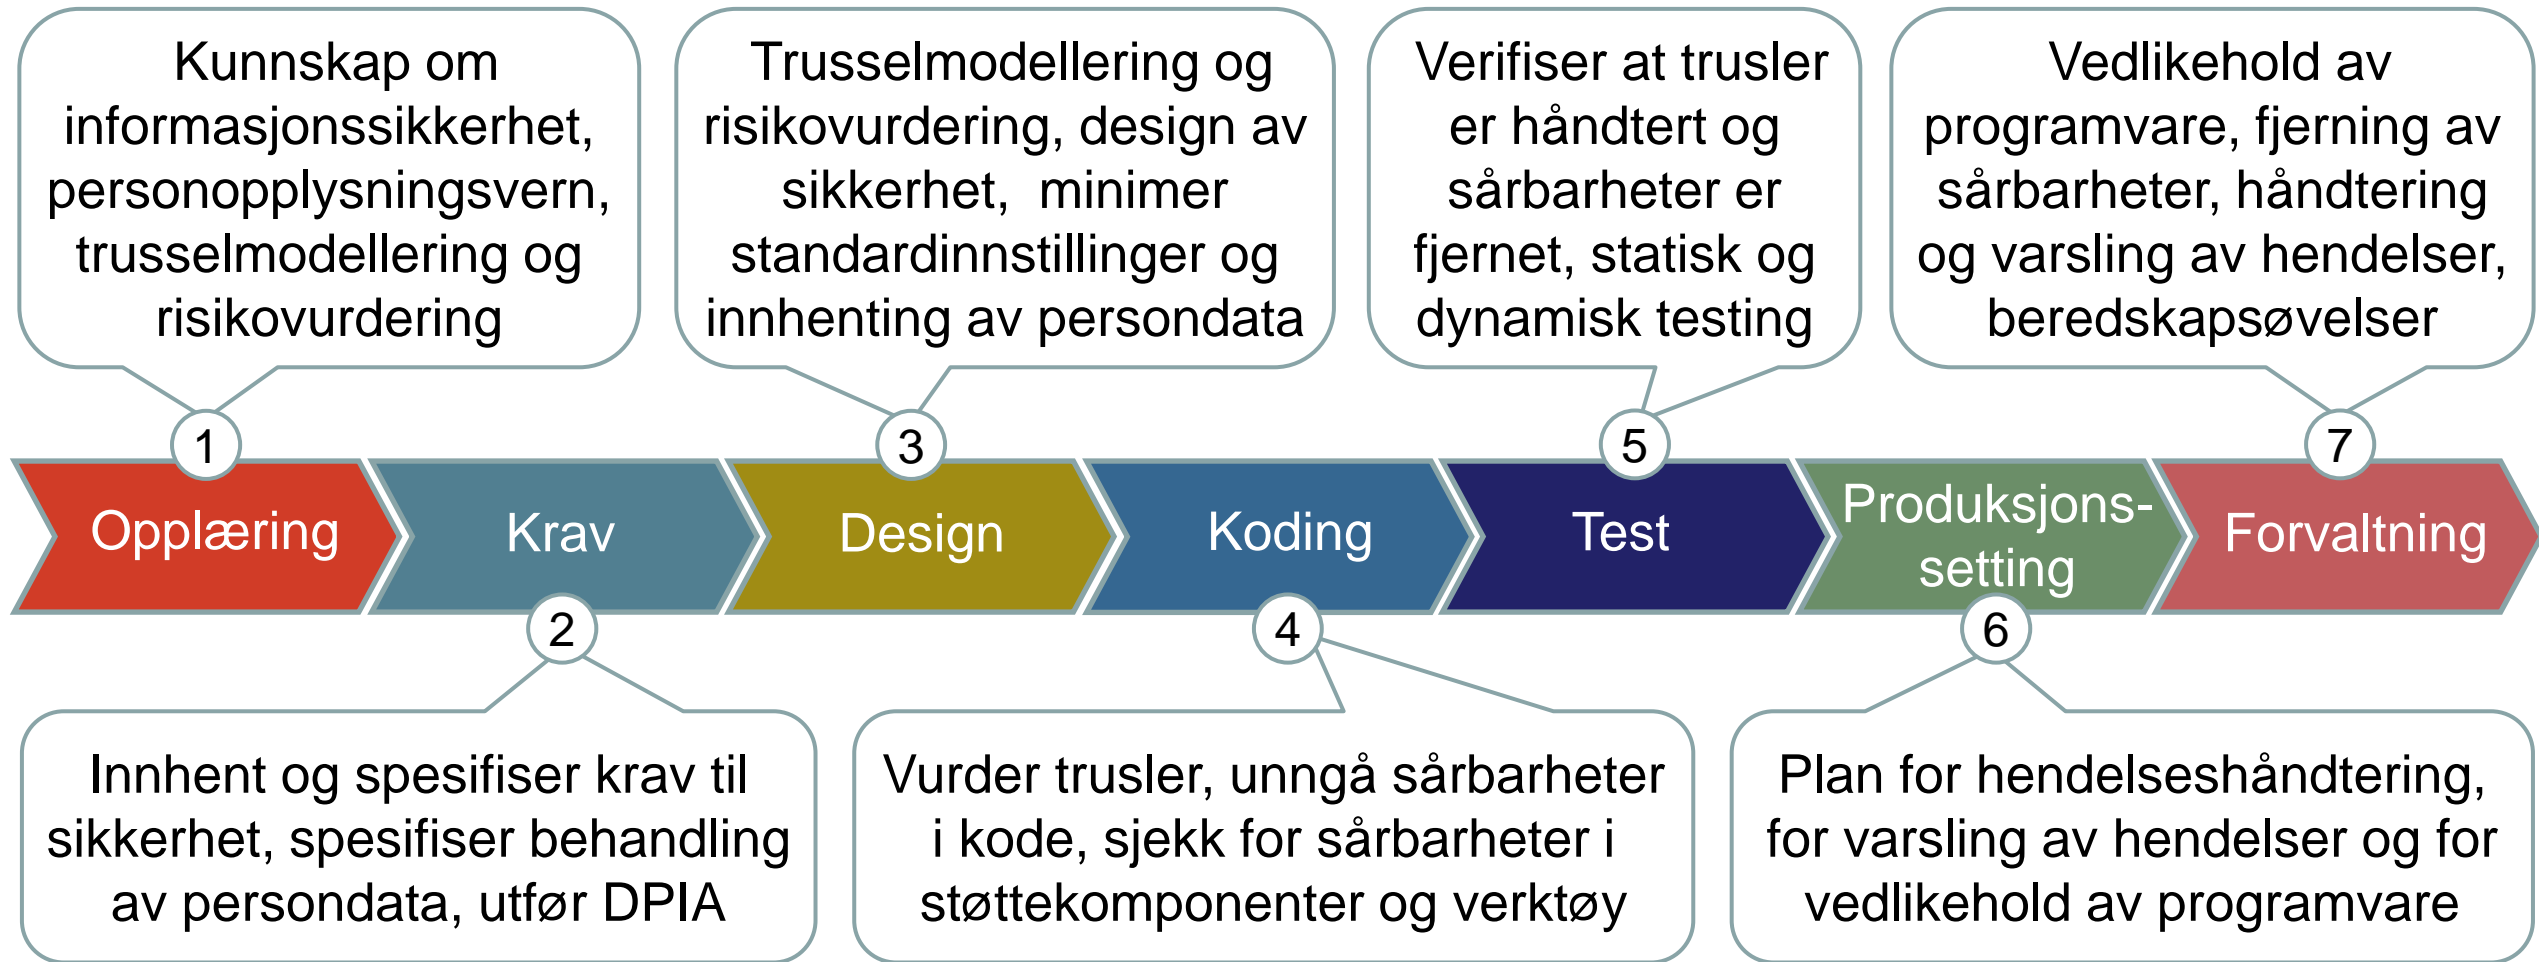 Kunnskap om
informasjonssikkerhet,
personopplysningsvern,
trusselmodellering og
risikovurdering
Trusselmodellering og
risikovurdering, design av
sikkerhet,  minimer
standardinnstillinger og
innhenting av persondata
Verifiser at trusler
er håndtert og
sårbarheter er
fjernet, statisk og
dynamisk testing
Vedlikehold av
programvare, fjerning av
sårbarheter, håndtering
og varsling av hendelser,
beredskapsøvelser
1
3
5
7
Opplæring
Krav
Design
Koding
Test
Produksjons-
setting
Forvaltning
2
4
6
Innhent og spesifiser krav til
sikkerhet, spesifiser behandling
av persondata, utfør DPIA
Vurder trusler, unngå sårbarheter
i kode, sjekk for sårbarheter i
støttekomponenter og verktøy
Plan for hendelseshåndtering,
for varsling av hendelser og for
vedlikehold av programvare